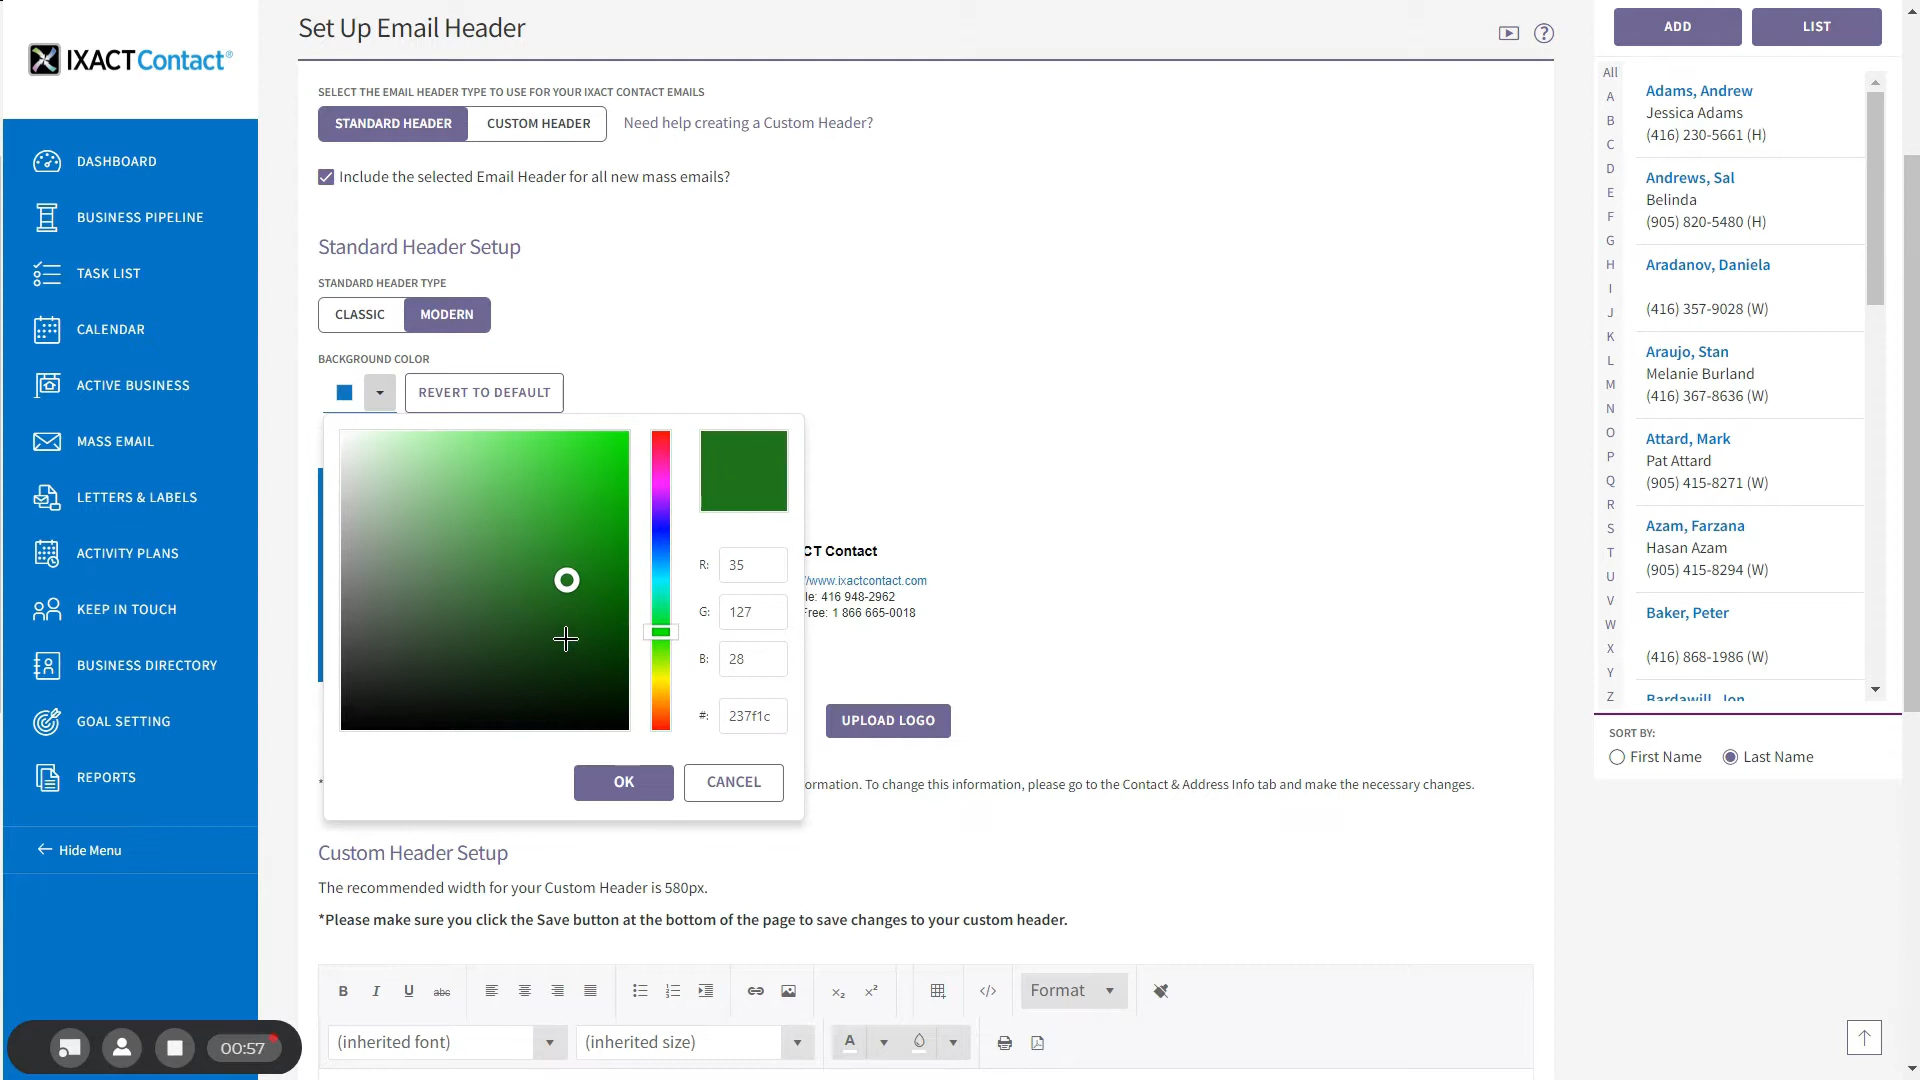 IXACTContact®
DASHBOARD
BUSINESS PIPELINE
TASK LIST
CALENDAR
ACTIVE BUSINESS
MASS EMAIL
LETTERS & LABELS
ACTIVITY PLANS
KEEP IN TOUCH
BUSINESS DIRECTORY
GOAL SETTING
REPORTS
Hide Menu
00:57
Set Up Email Header
SELECT THE EMAIL HEADER TYPE TO USE FOR YOUR IXACT CONTACT EMAILS
STANDARD HEADER CUSTOM HEADER Need help creating a Custom Header?
Include the selected Email Header for all new mass emails?
Standard Header Setup
STANDARD HEADER TYPE
CLASSIC MODERN
BACKGROUND COLOR
REVERT TO DEFAULT
R: 35
G: 127
B: 28
#: 237f1c
OK CANCEL
CT Contact
/www.ixactcontact.com
le: 416 948-2962
Free: 1 866 665-0018
UPLOAD LOGO
* ormation. To change this information, please go to the Contact & Address Info tab and make the necessary changes.
Custom Header Setup
The recommended width for your Custom Header is 580px.
*Please make sure you click the Save button at the bottom of the page to save changes to your custom header.
B I U abc x₂ x² </> Format
(inherited font) (inherited size) A
ADD LIST
All
A
B
C
D
E
F
G
H
I
J
K
L
M
N
O
P
Q
R
S
T
U
V
W
X
Y
Z
Adams, Andrew
Jessica Adams
(416) 230-5661 (H)
Andrews, Sal
Belinda
(905) 820-5480 (H)
Aradanov, Daniela
(416) 357-9028 (W)
Araujo, Stan
Melanie Burland
(416) 367-8636 (W)
Attard, Mark
Pat Attard
(905) 415-8271 (W)
Azam, Farzana
Hasan Azam
(905) 415-8294 (W)
Baker, Peter
(416) 868-1986 (W)
Bardawill, Jon
SORT BY:
First Name Last Name